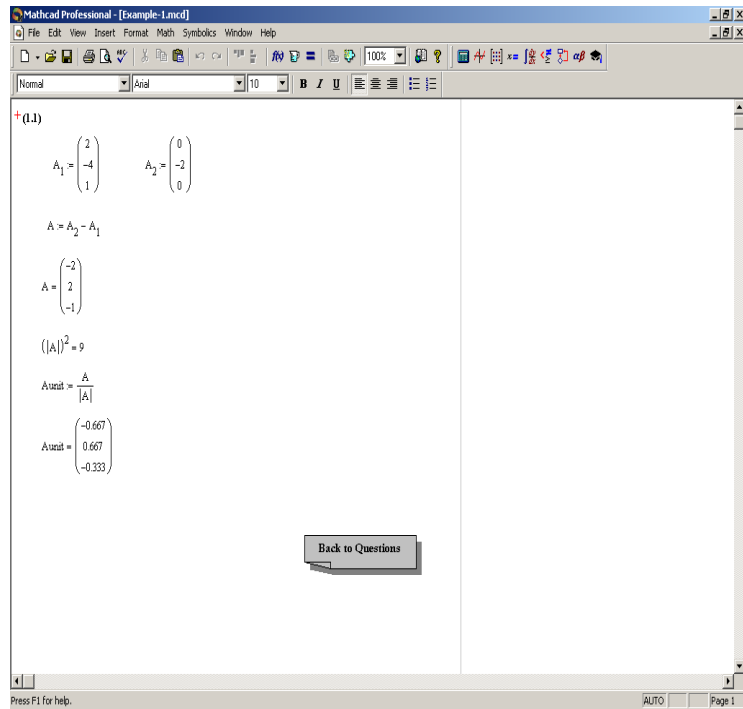 Mathcad Professional - [Example-1.mcd]
File Edit View Insert Format Math Symbolics Window Help
100%
Normal Arial 10 B I U
(1.1)
A1 := (2 -4 1) A2 := (0 -2 0)
A := A2 - A1
A = (-2 2 -1)
(|A|)² = 9
Aunit := A / |A|
Aunit = (-0.667 0.667 -0.333)
Back to Questions
Press F1 for help. AUTO Page 1